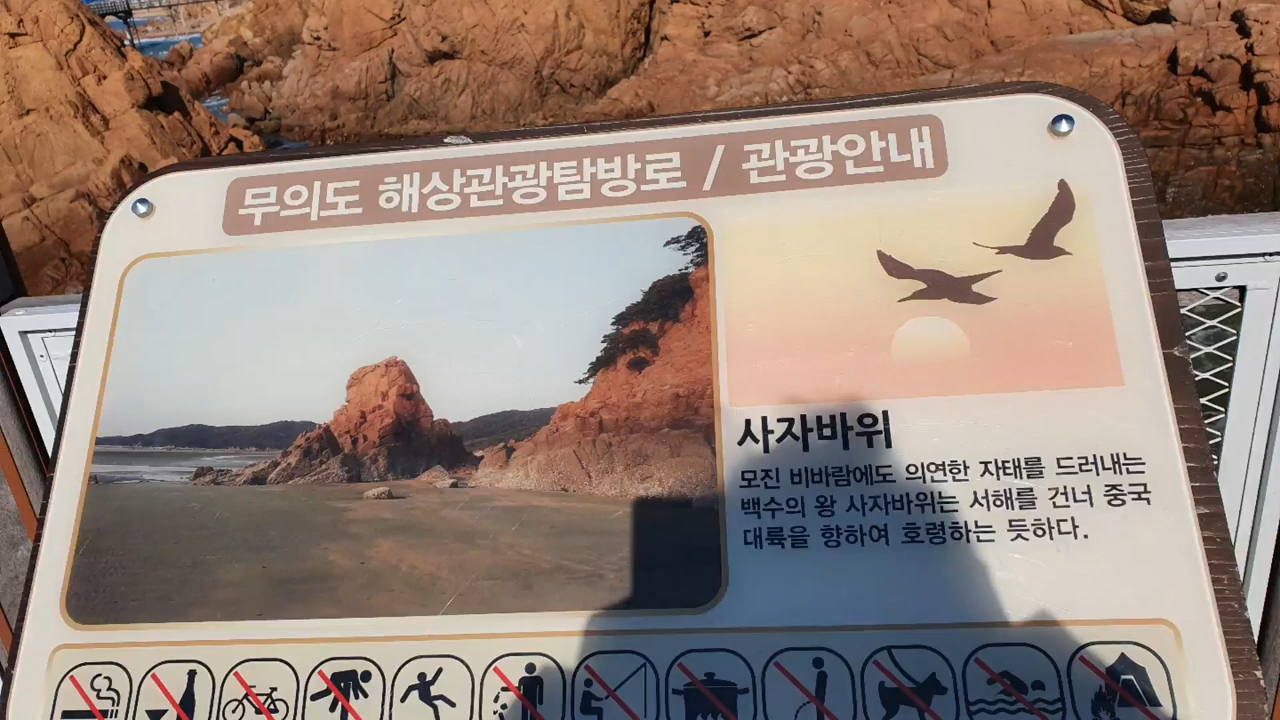 무의도 해상관광탐방로 / 관광안내
사자바위
모진 비바람에도 의연한 자태를 드러내는
백수의 왕 사자바위는 서해를 건너 중국
대륙을 향하여 호령하는 듯하다.